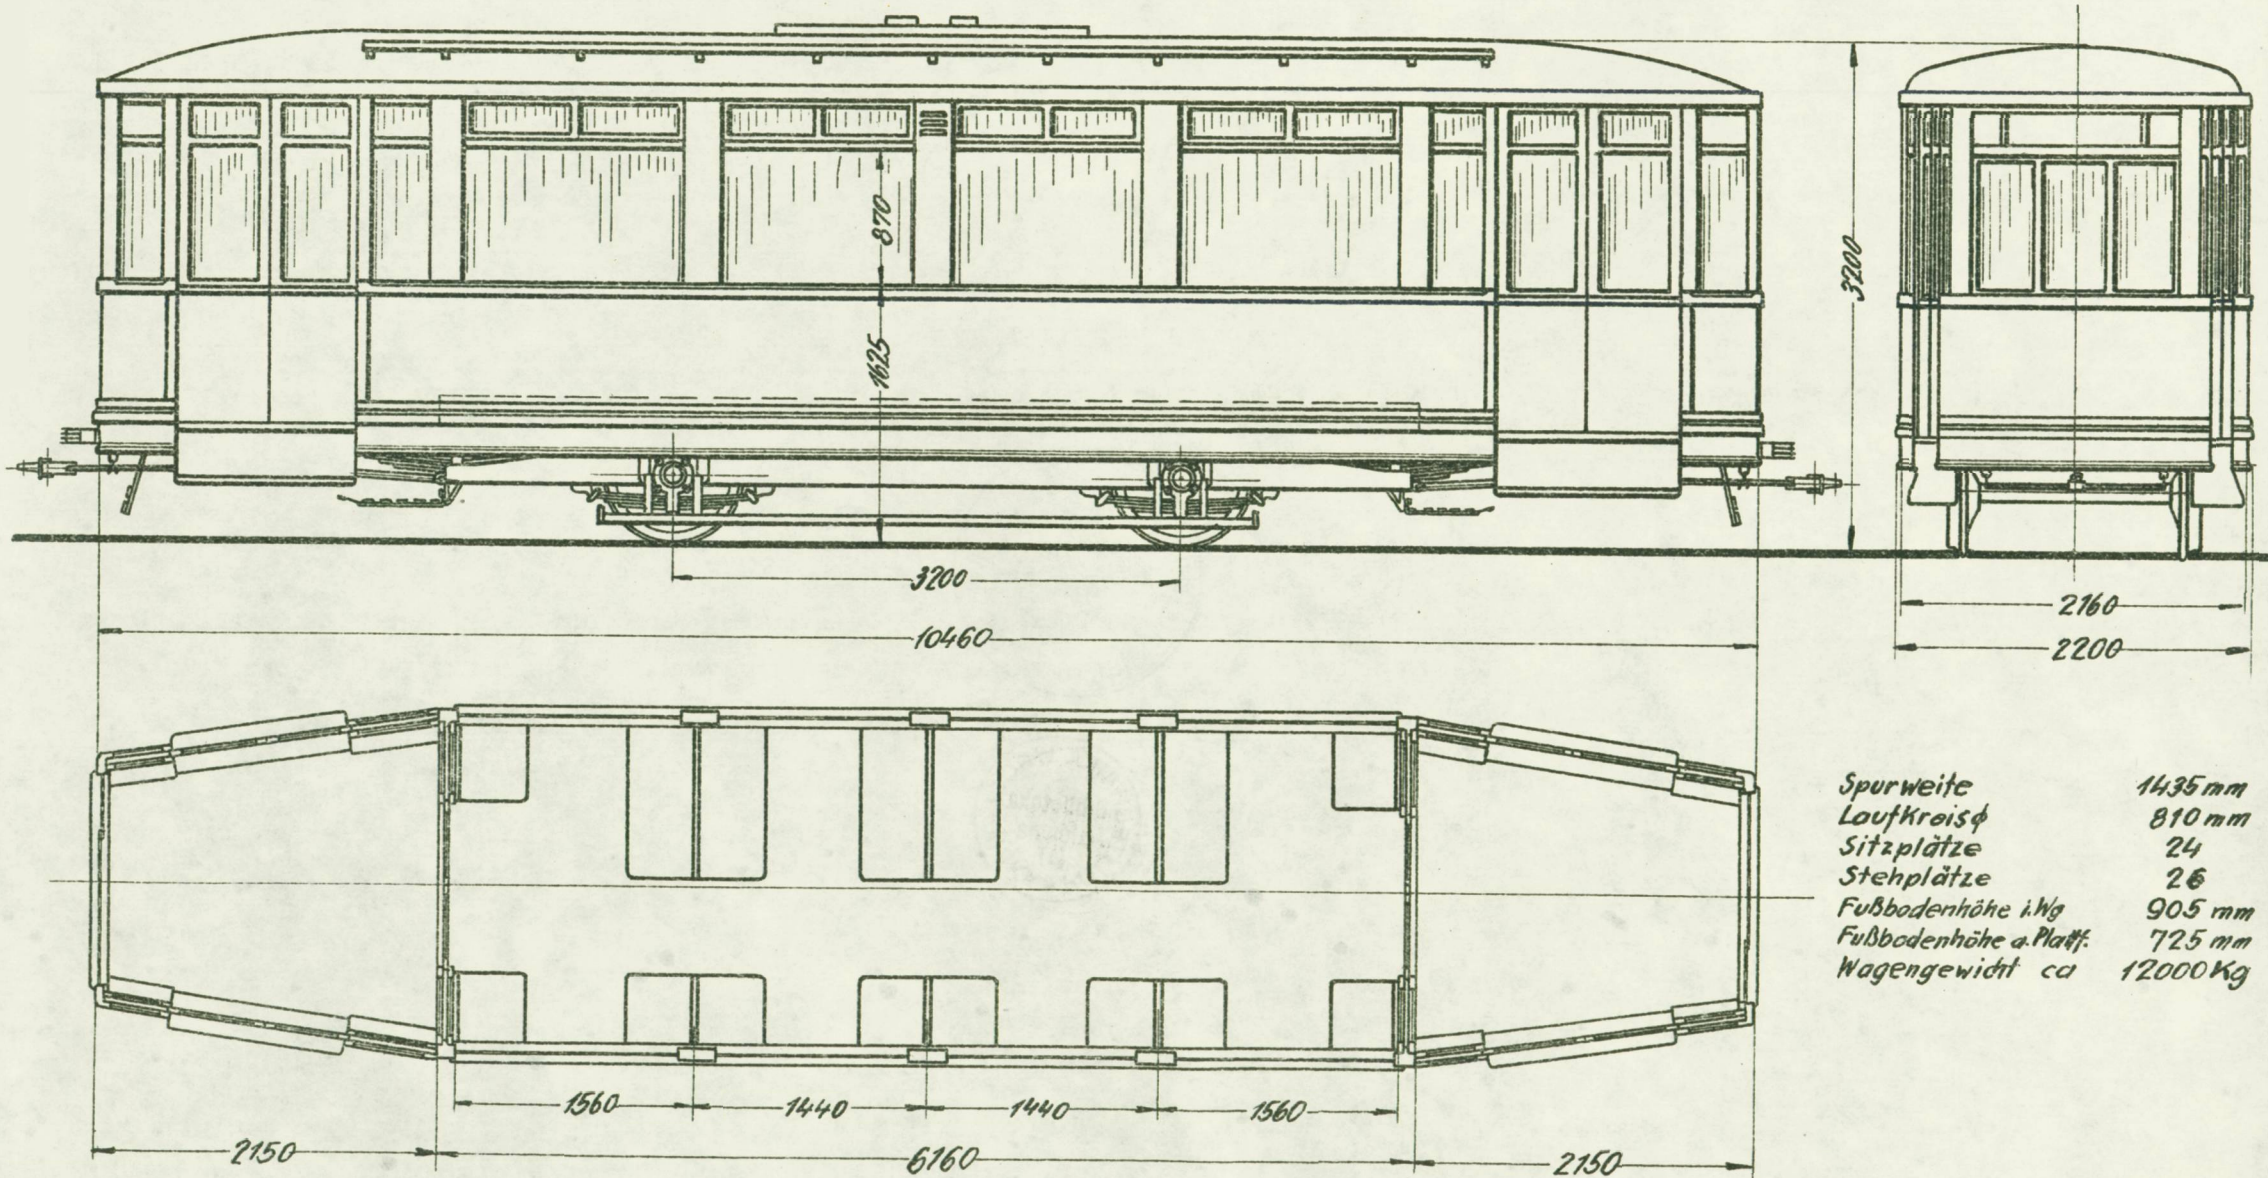 870
1625
3200
3200
10460
2160
2200
Spurweite 1435 mm
Laufkreis⌀ 810 mm
Sitzplätze 24
Stehplätze 26
Fußbodenhöhe i.Wg 905 mm
Fußbodenhöhe a.Plattf. 725 mm
Wagengewicht ca 12000 Kg
1560 1440 1440 1560
2150 6160 2150